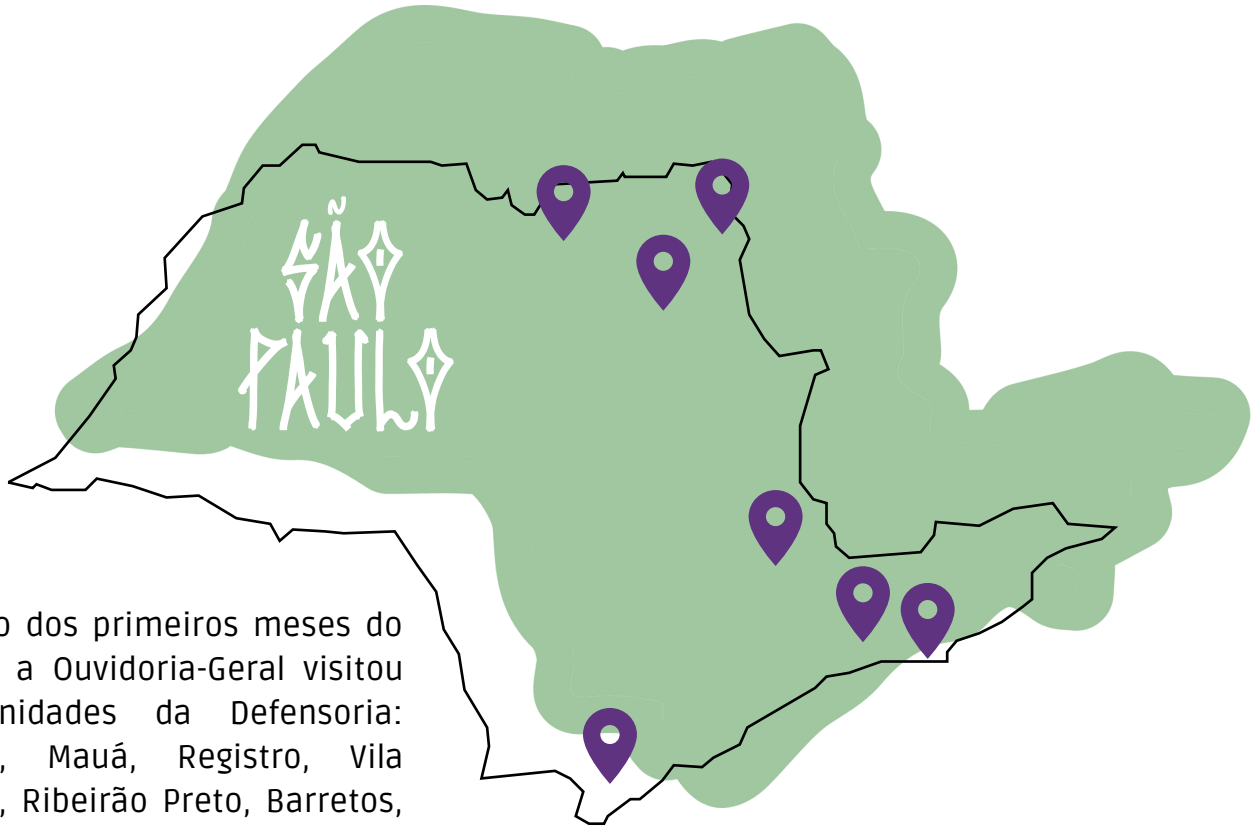 SÃO
PAULO
o dos primeiros meses do
a Ouvidoria-Geral visitou
nidades da Defensoria:
, Mauá, Registro, Vila
, Ribeirão Preto, Barretos,